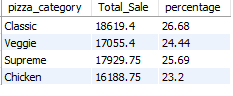 pizza_category Total_Sale percentage
Classic 18619.4 26.68
Veggie 17055.4 24.44
Supreme 17929.75 25.69
Chicken 16188.75 23.2